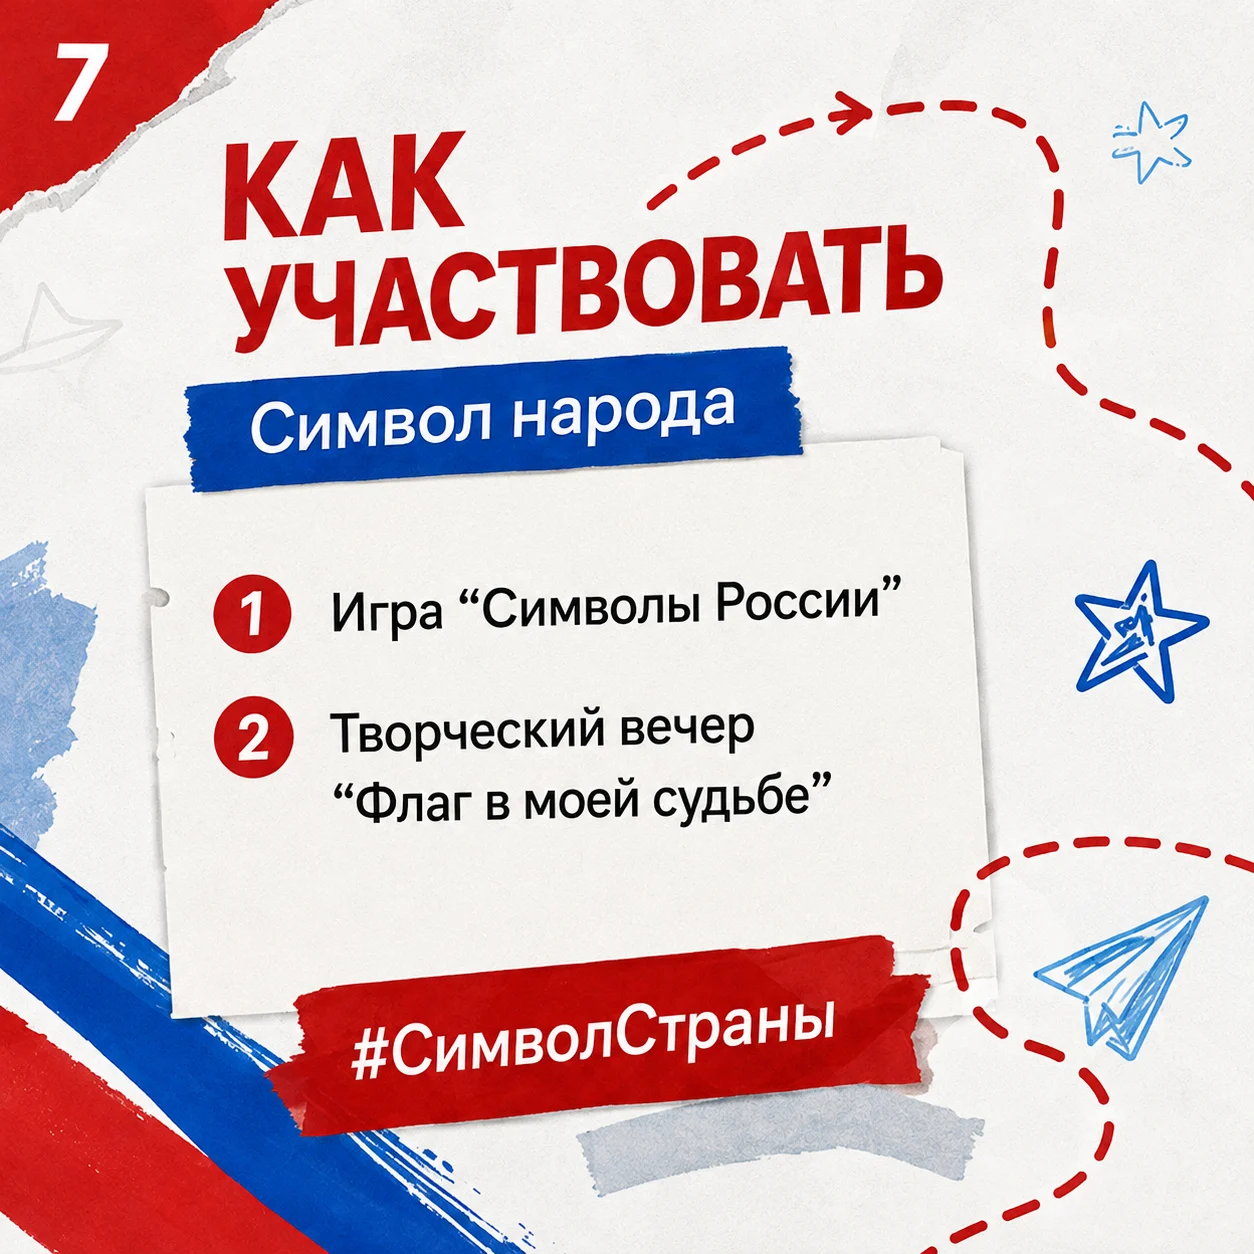 7
КАК
УЧАСТВОВАТЬ
Символ народа
1 Игра “Символы России”
2 Творческий вечер
“Флаг в моей судьбе”
#СимволСтраны